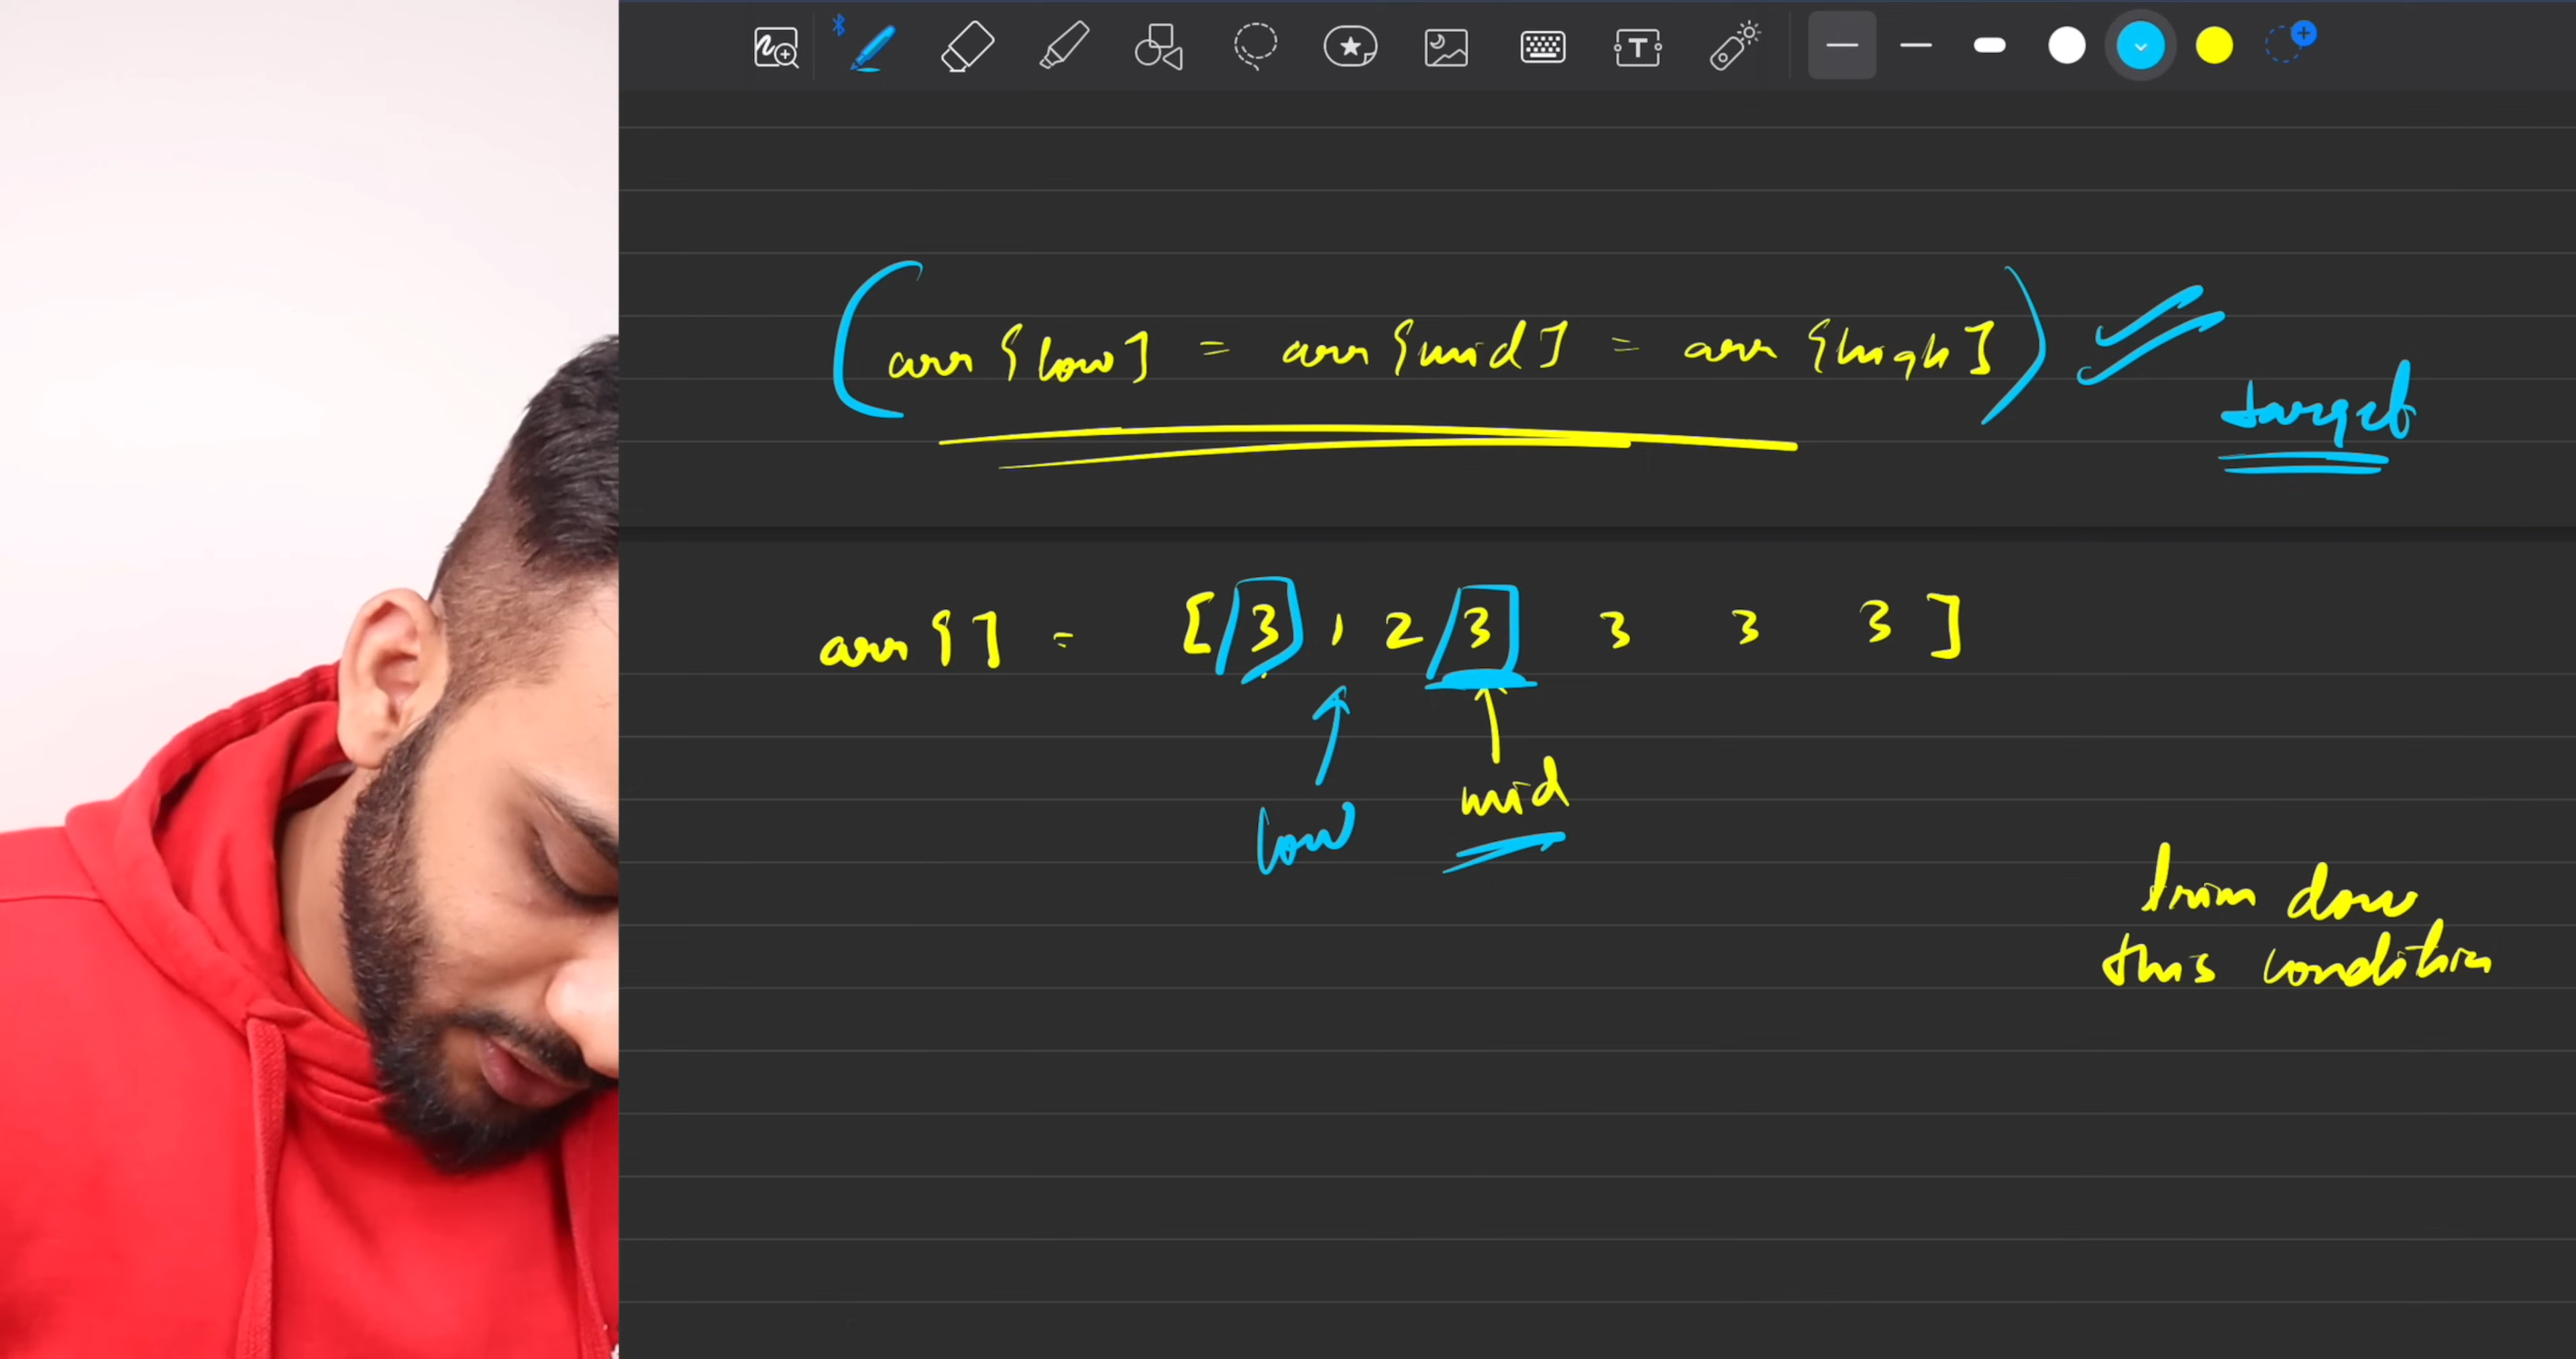 arr[low] = arr[mid] = arr[high]
target
arr[] = [3 1 2 3 3 3 3]
low mid
trim down
this condition